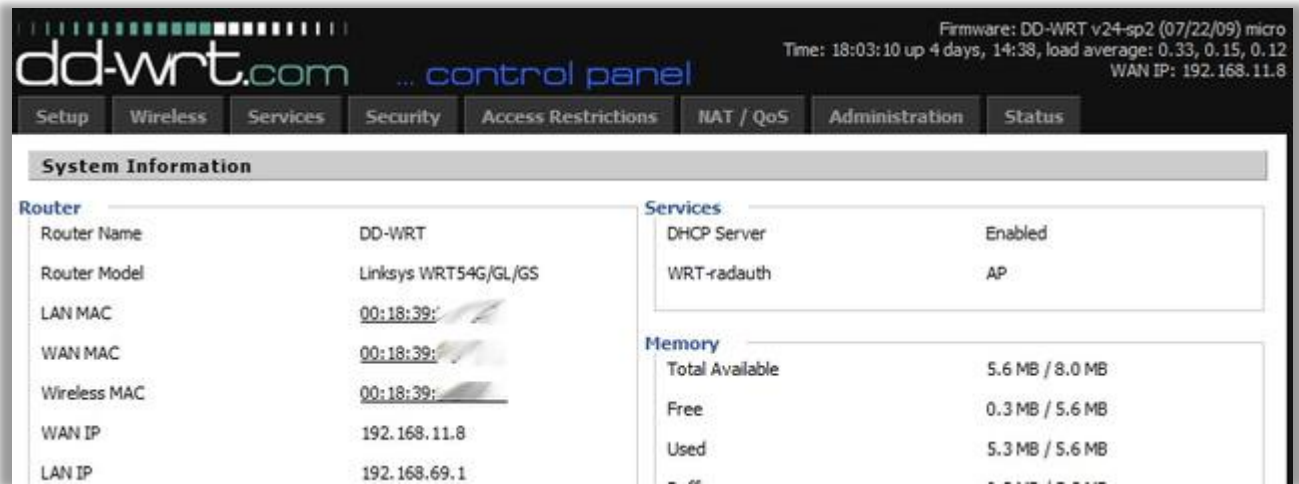 Firmware: DD-WRT v24-sp2 (07/22/09) micro
Time: 18:03:10 up 4 days, 14:38, load average: 0.33, 0.15, 0.12
WAN IP: 192.168.11.8
dd-wrt.com ... control panel
Setup Wireless Services Security Access Restrictions NAT / QoS Administration Status
System Information
Router
Router Name DD-WRT
Router Model Linksys WRT54G/GL/GS
LAN MAC 00:18:39:
WAN MAC 00:18:39:
Wireless MAC 00:18:39:
WAN IP 192.168.11.8
LAN IP 192.168.69.1
Services
DHCP Server Enabled
WRT-radauth AP
Memory
Total Available 5.6 MB / 8.0 MB
Free 0.3 MB / 5.6 MB
Used 5.3 MB / 5.6 MB